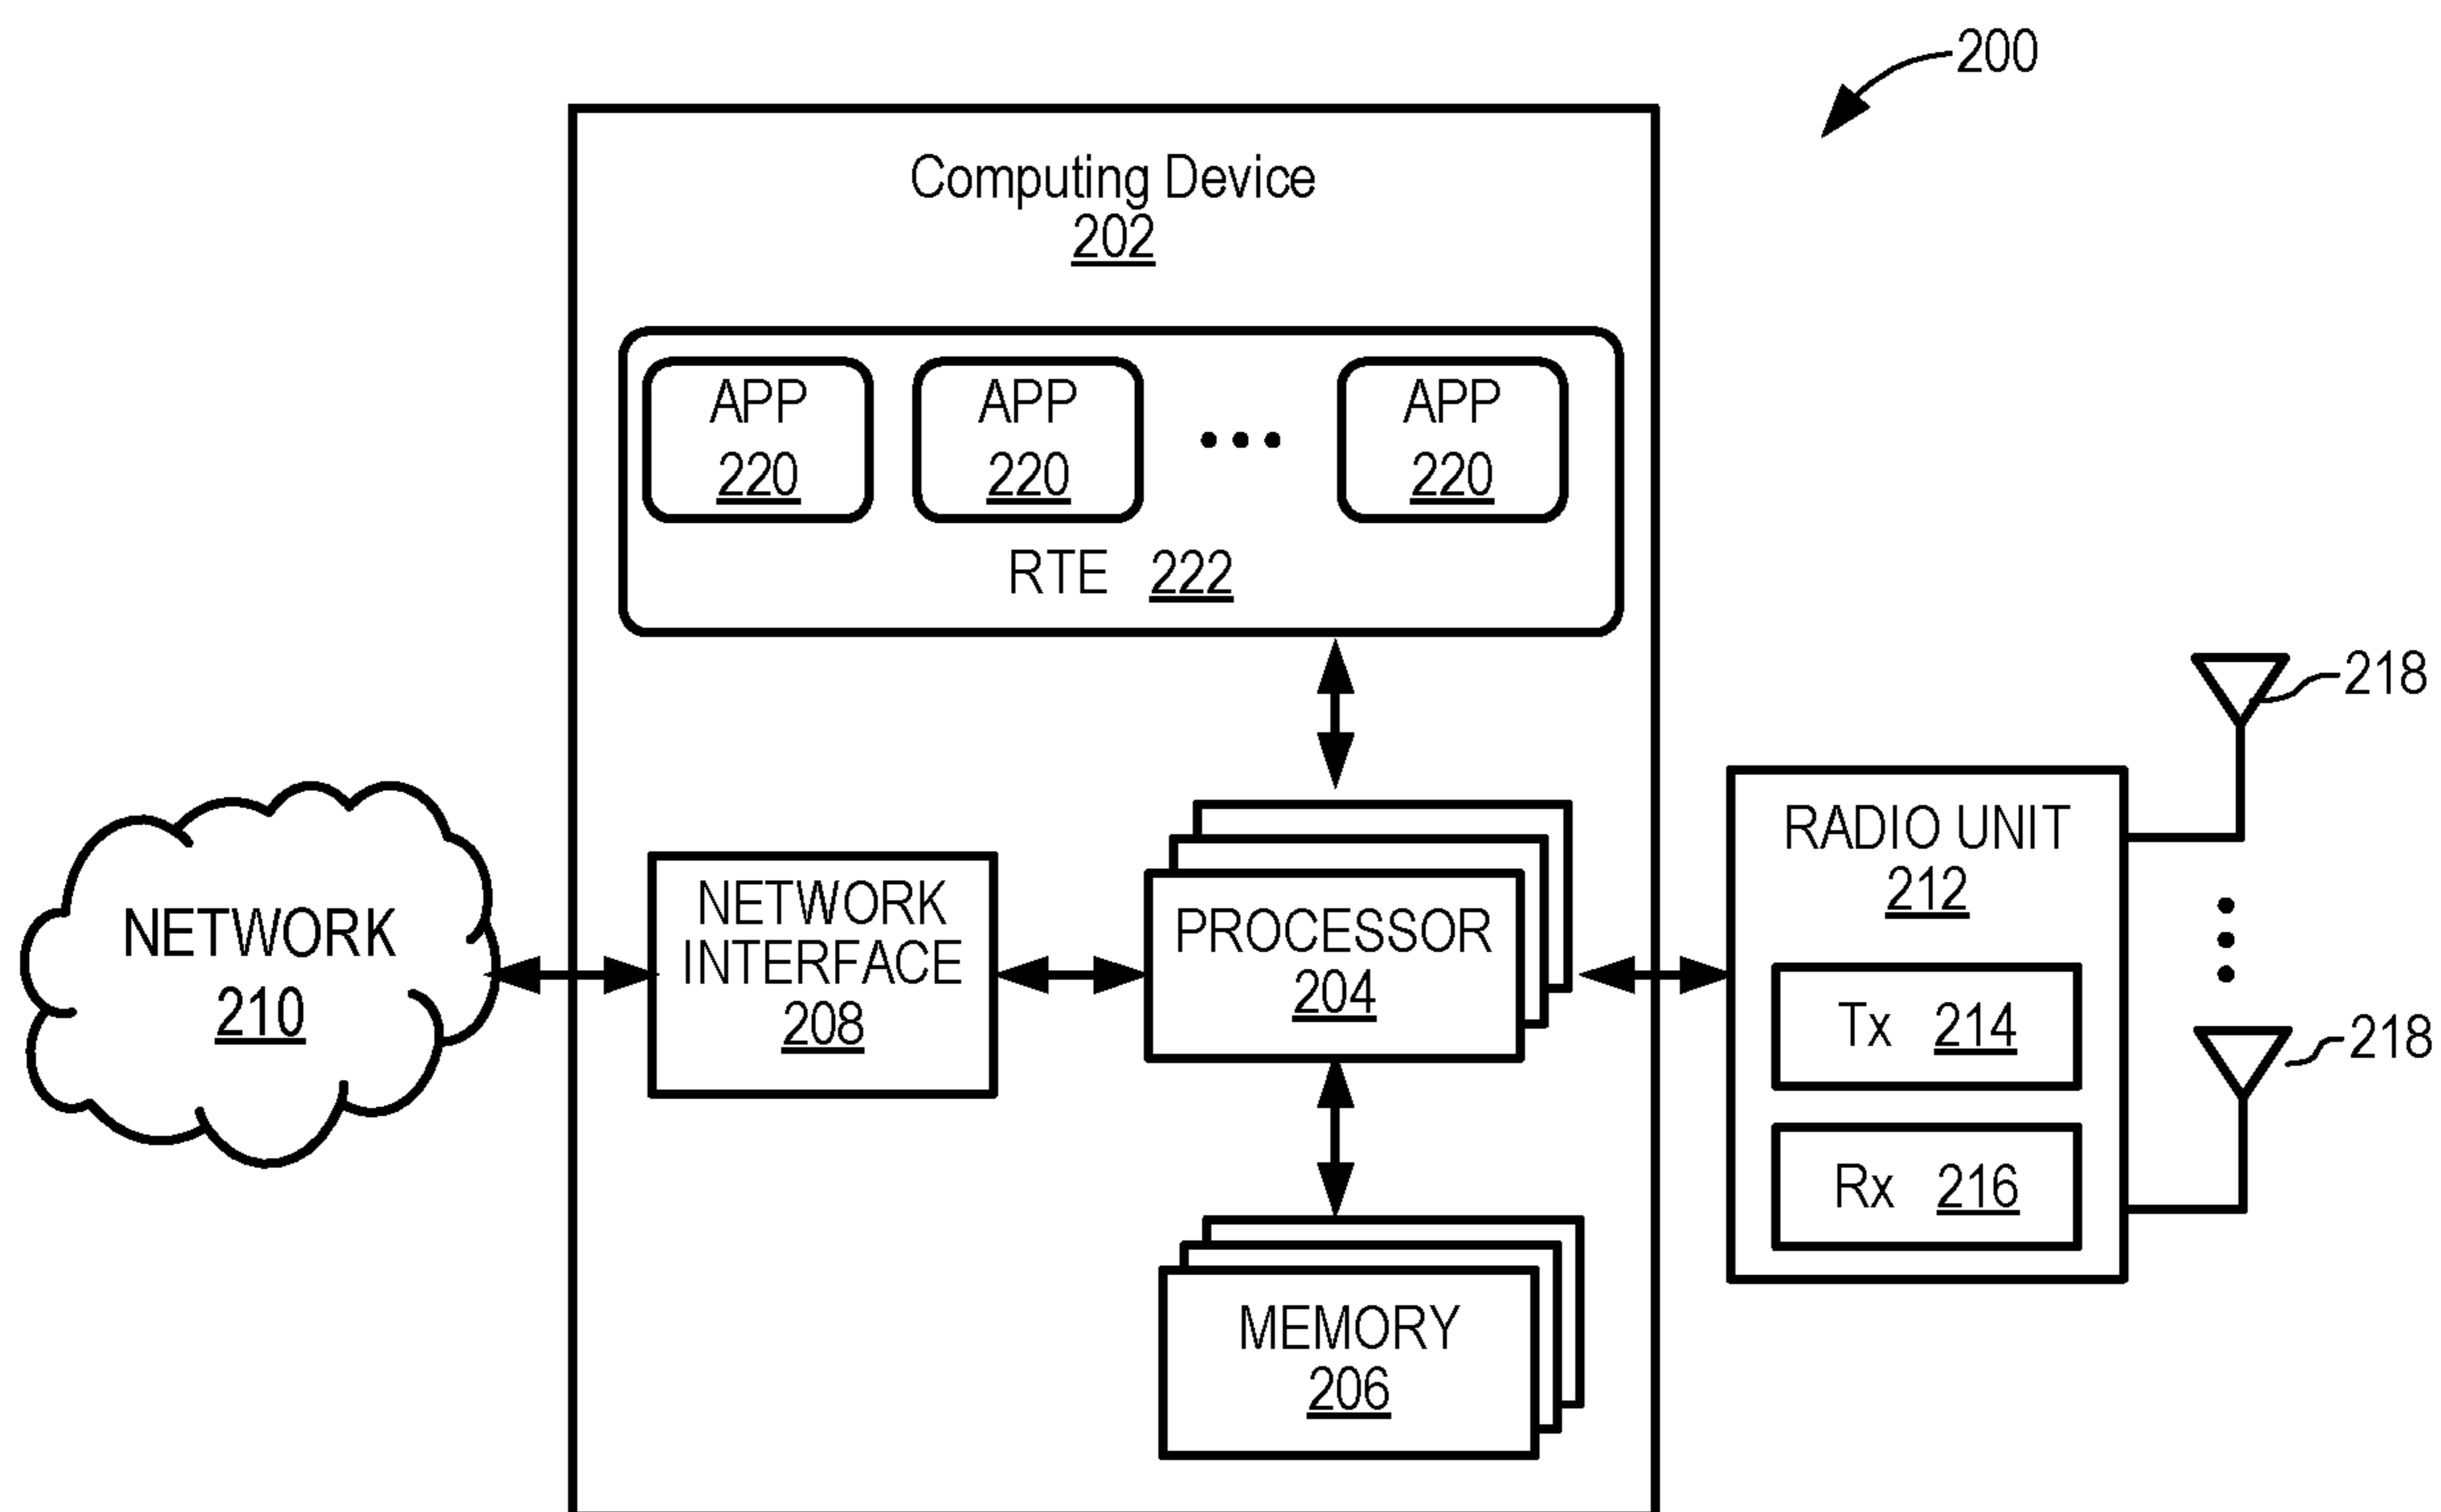 200
Computing Device
202
APP
220
APP
220
APP
220
RTE 222
NETWORK
210
NETWORK
INTERFACE
208
PROCESSOR
204
MEMORY
206
RADIO UNIT
212
Tx 214
Rx 216
218
218